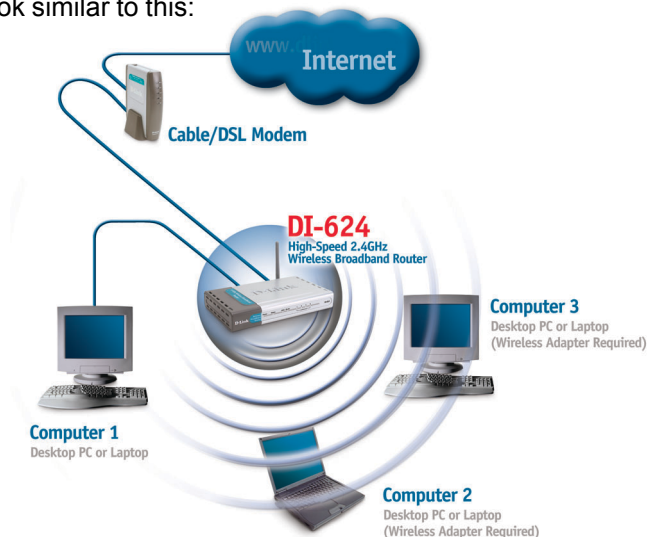 ok similar to this:
www.
Internet
Cable/DSL Modem
DI-624
High-Speed 2.4GHz
Wireless Broadband Router
D-Link
Computer 3
Desktop PC or Laptop
(Wireless Adapter Required)
Computer 1
Desktop PC or Laptop
Computer 2
Desktop PC or Laptop
(Wireless Adapter Required)